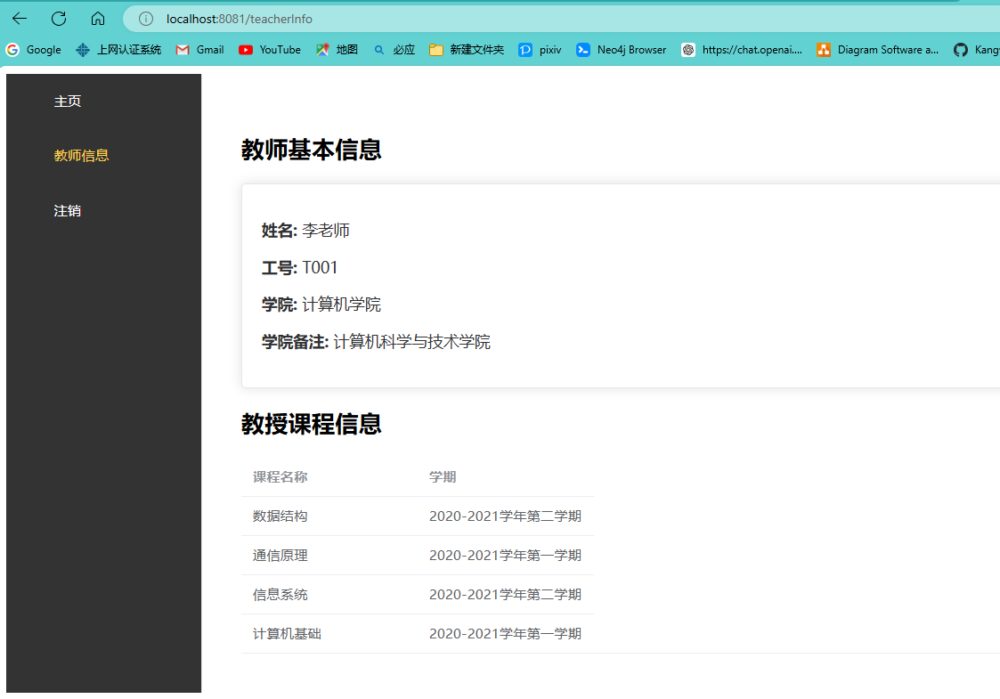 localhost:8081/teacherInfo
Google 上网认证系统 Gmail YouTube 地图 必应 新建文件夹 pixiv Neo4j Browser https://chat.openai.... Diagram Software a... Kang
主页
教师信息
注销
教师基本信息
姓名: 李老师
工号: T001
学院: 计算机学院
学院备注: 计算机科学与技术学院
教授课程信息
课程名称 学期
数据结构 2020-2021学年第二学期
通信原理 2020-2021学年第一学期
信息系统 2020-2021学年第二学期
计算机基础 2020-2021学年第一学期